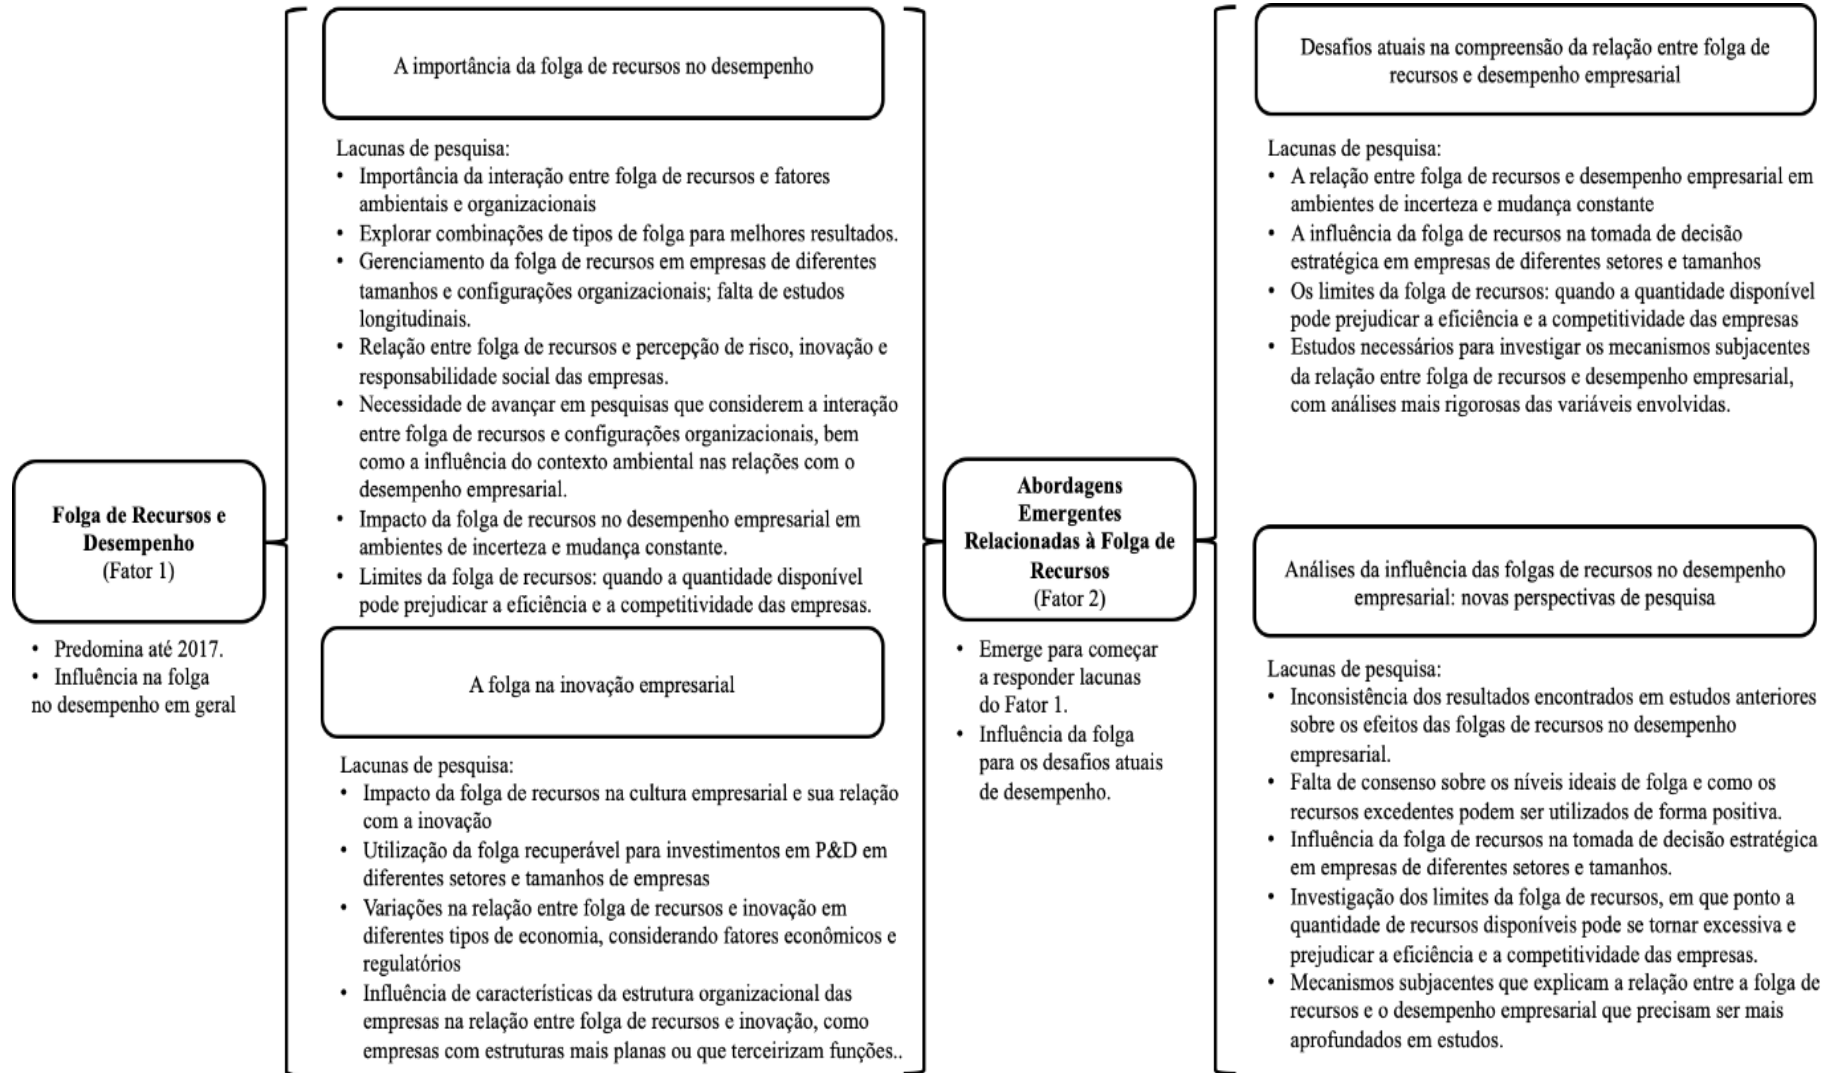 Folga de Recursos e
Desempenho
(Fator 1)
• Predomina até 2017.
• Influência na folga
no desempenho em geral
A importância da folga de recursos no desempenho
Lacunas de pesquisa:
• Importância da interação entre folga de recursos e fatores
ambientais e organizacionais
• Explorar combinações de tipos de folga para melhores resultados.
• Gerenciamento da folga de recursos em empresas de diferentes
tamanhos e configurações organizacionais; falta de estudos
longitudinais.
• Relação entre folga de recursos e percepção de risco, inovação e
responsabilidade social das empresas.
• Necessidade de avançar em pesquisas que considerem a interação
entre folga de recursos e configurações organizacionais, bem
como a influência do contexto ambiental nas relações com o
desempenho empresarial.
• Impacto da folga de recursos no desempenho empresarial em
ambientes de incerteza e mudança constante.
• Limites da folga de recursos: quando a quantidade disponível
pode prejudicar a eficiência e a competitividade das empresas.
A folga na inovação empresarial
Lacunas de pesquisa:
• Impacto da folga de recursos na cultura empresarial e sua relação
com a inovação
• Utilização da folga recuperável para investimentos em P&D em
diferentes setores e tamanhos de empresas
• Variações na relação entre folga de recursos e inovação em
diferentes tipos de economia, considerando fatores econômicos e
regulatórios
• Influência de características da estrutura organizacional das
empresas na relação entre folga de recursos e inovação, como
empresas com estruturas mais planas ou que terceirizam funções..
Abordagens
Emergentes
Relacionadas à Folga de
Recursos
(Fator 2)
• Emerge para começar
a responder lacunas
do Fator 1.
• Influência da folga
para os desafios atuais
de desempenho.
Desafios atuais na compreensão da relação entre folga de
recursos e desempenho empresarial
Lacunas de pesquisa:
• A relação entre folga de recursos e desempenho empresarial em
ambientes de incerteza e mudança constante
• A influência da folga de recursos na tomada de decisão
estratégica em empresas de diferentes setores e tamanhos
• Os limites da folga de recursos: quando a quantidade disponível
pode prejudicar a eficiência e a competitividade das empresas
• Estudos necessários para investigar os mecanismos subjacentes
da relação entre folga de recursos e desempenho empresarial,
com análises mais rigorosas das variáveis envolvidas.
Análises da influência das folgas de recursos no desempenho
empresarial: novas perspectivas de pesquisa
Lacunas de pesquisa:
• Inconsistência dos resultados encontrados em estudos anteriores
sobre os efeitos das folgas de recursos no desempenho
empresarial.
• Falta de consenso sobre os níveis ideais de folga e como os
recursos excedentes podem ser utilizados de forma positiva.
• Influência da folga de recursos na tomada de decisão estratégica
em empresas de diferentes setores e tamanhos.
• Investigação dos limites da folga de recursos, em que ponto a
quantidade de recursos disponíveis pode se tornar excessiva e
prejudicar a eficiência e a competitividade das empresas.
• Mecanismos subjacentes que explicam a relação entre a folga de
recursos e o desempenho empresarial que precisam ser mais
aprofundados em estudos.